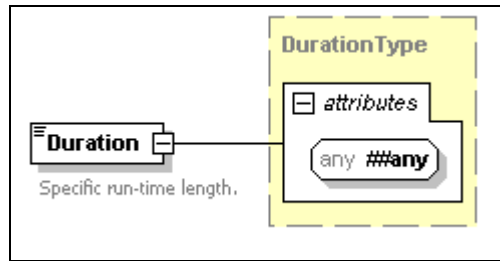 DurationType
attributes
Duration
any ##any
Specific run-time length.